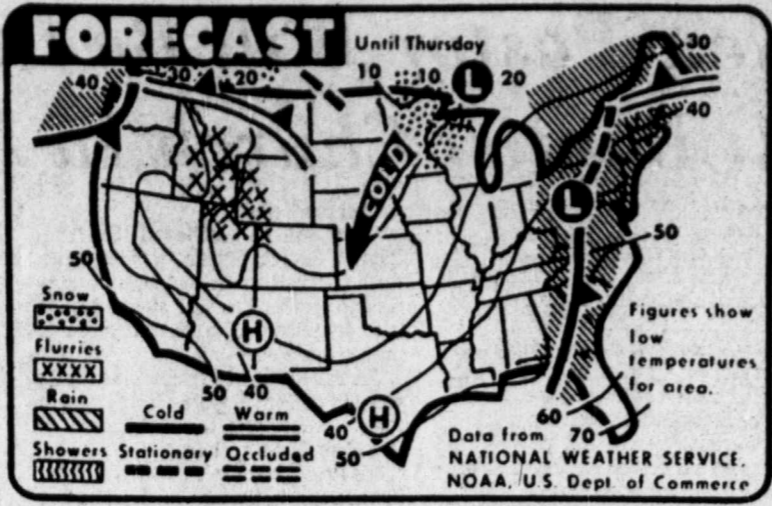 FORECAST
Until Thursday
40 30 20 10 10 L 20 30
40
COLD
L
50
50
Snow
Flurries
XXXX
Rain
Showers
H
50 40
Cold Warm
Stationary Occluded
H
40
50
60
70
Figures show
low
temperatures
for area.
Data from
NATIONAL WEATHER SERVICE,
NOAA, U.S. Dept. of Commerce